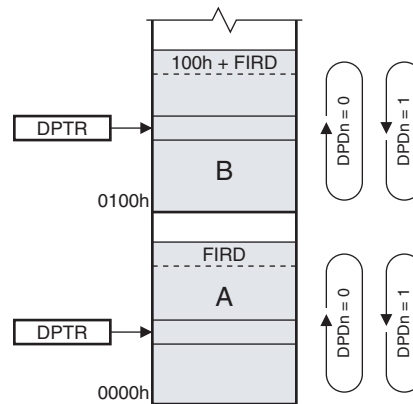 100h + FIRD
DPTR
B
0100h
DPDn = 0
DPDn = 1
FIRD
A
DPTR
0000h
DPDn = 0
DPDn = 1